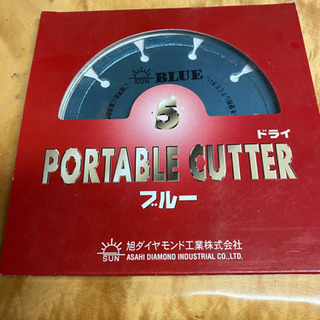 SUN BLUE
5
ドライ
PORTABLE CUTTER
ブルー
SUN
旭ダイヤモンド工業株式会社
ASAHI DIAMOND INDUSTRIAL CO.,LTD.